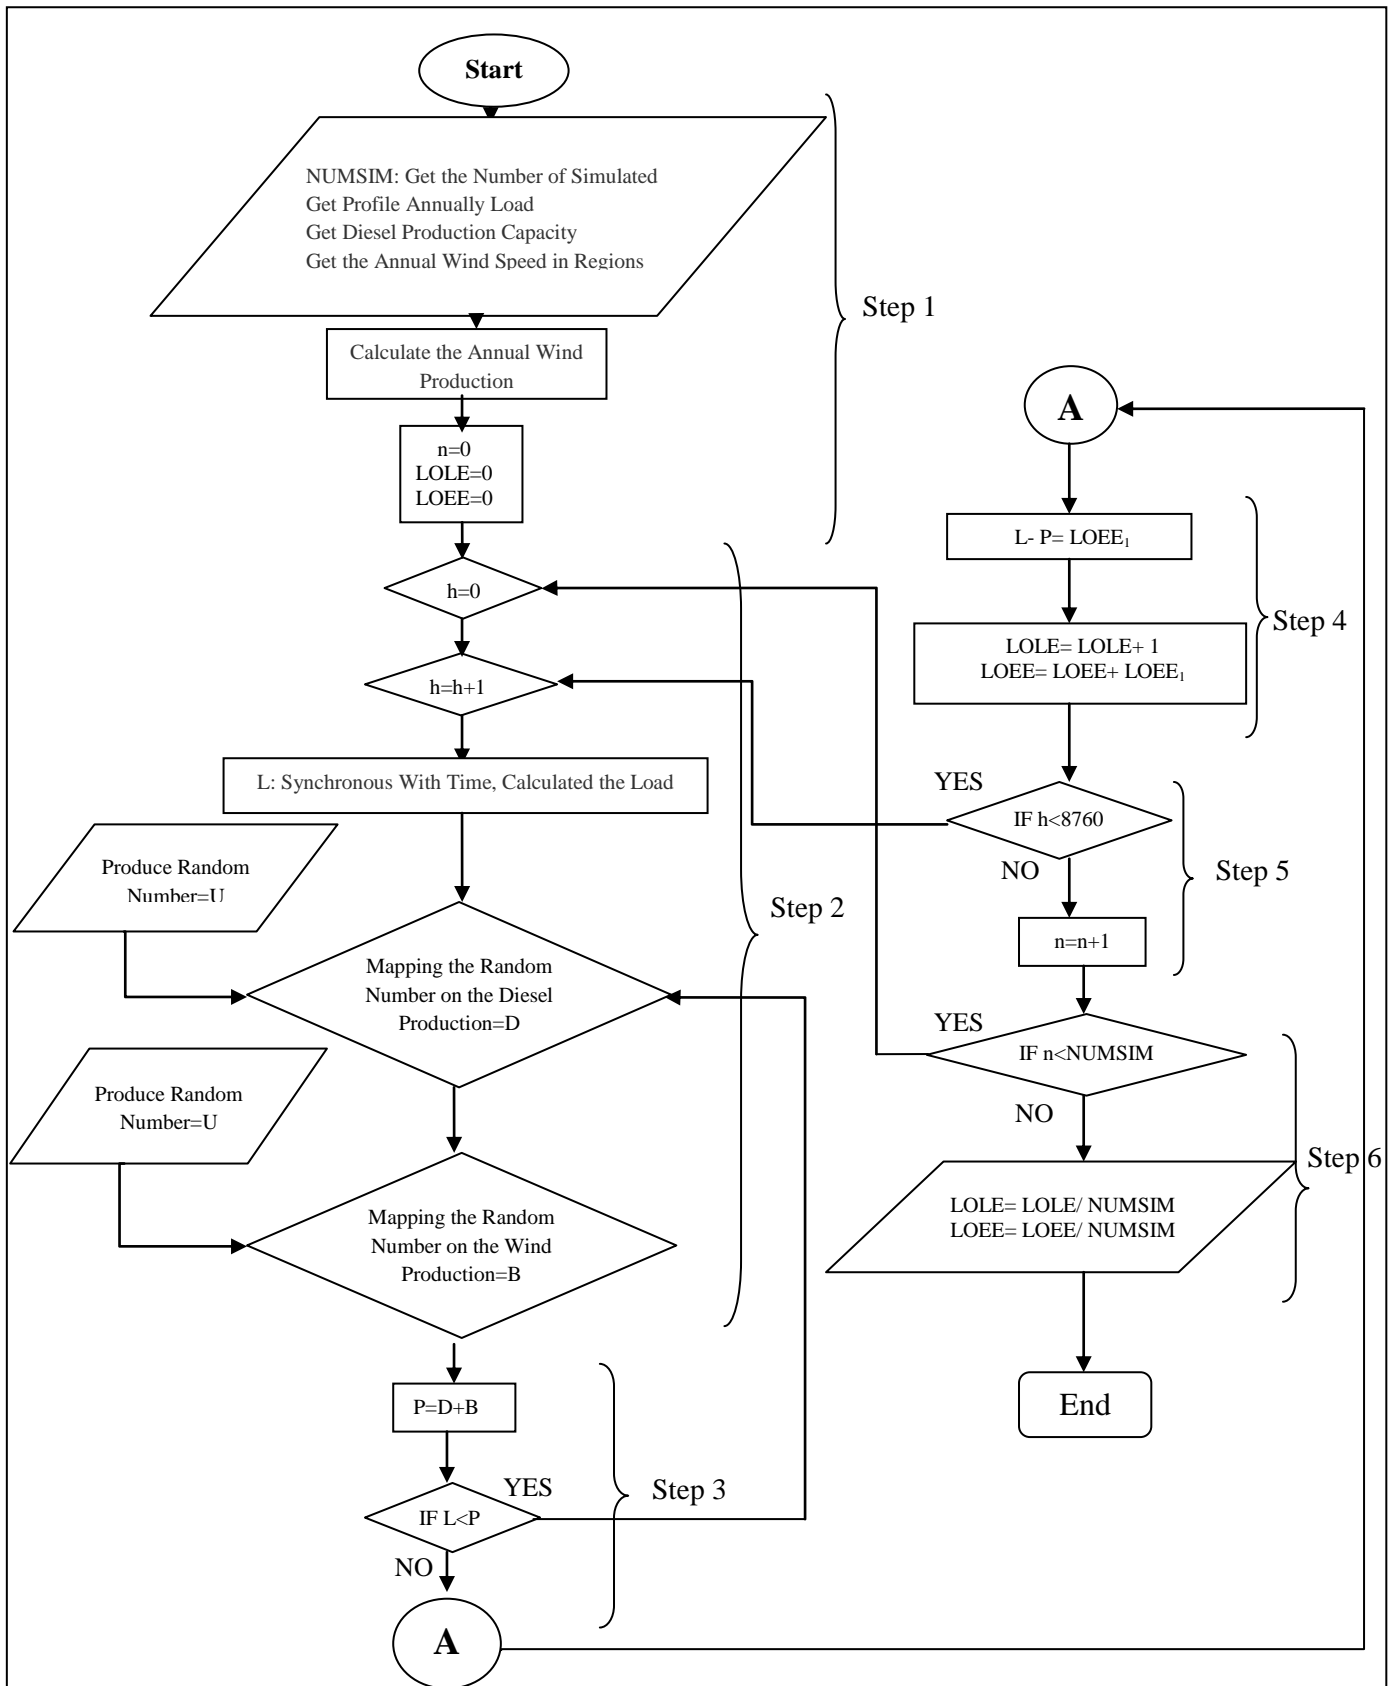 Start
NUMSIM: Get the Number of Simulated
Get Profile Annually Load
Get Diesel Production Capacity
Get the Annual Wind Speed in Regions
Step 1
Calculate the Annual Wind
Production
n=0
LOLE=0
LOEE=0
h=0
h=h+1
L: Synchronous With Time, Calculated the Load
Produce Random
Number=U
Mapping the Random
Number on the Diesel
Production=D
Step 2
Produce Random
Number=U
Mapping the Random
Number on the Wind
Production=B
P=D+B
IF L<P
YES
NO
Step 3
A
A
L- P= LOEE₁
LOLE= LOLE+ 1
LOEE= LOEE+ LOEE₁
Step 4
YES
IF h<8760
NO
Step 5
n=n+1
YES
IF n<NUMSIM
NO
Step 6
LOLE= LOLE/ NUMSIM
LOEE= LOEE/ NUMSIM
End